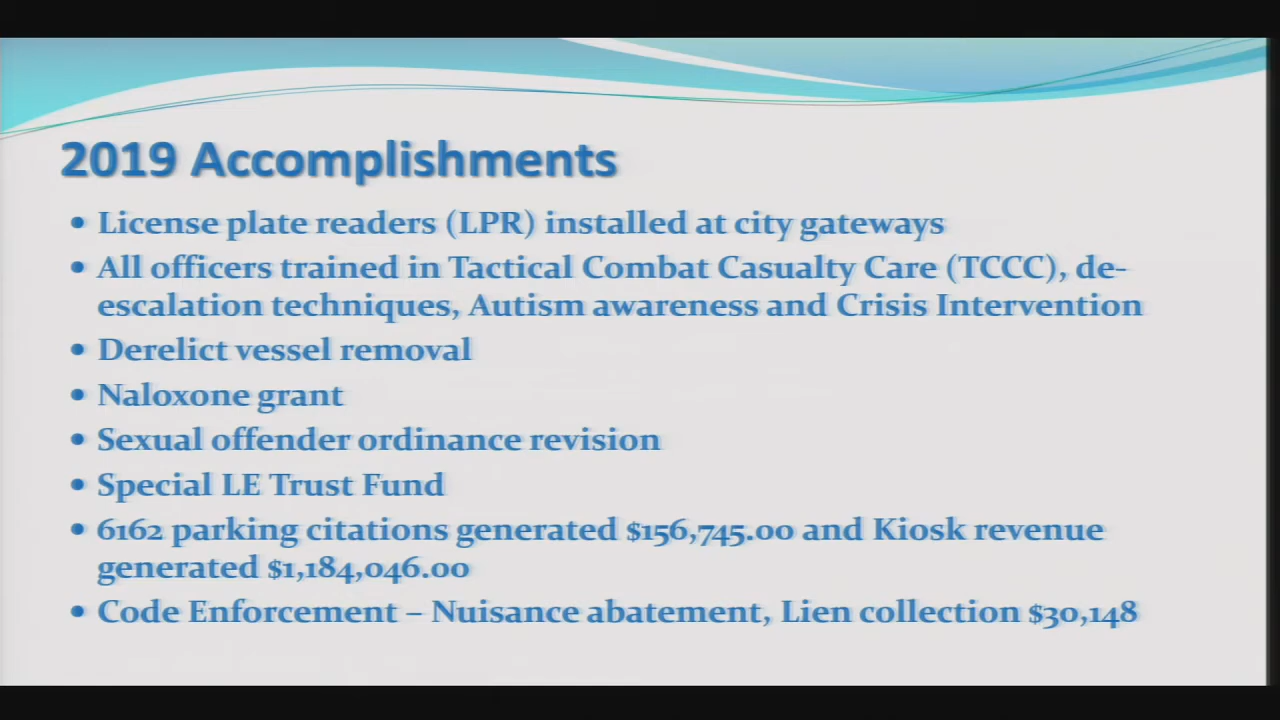 2019 Accomplishments
• License plate readers (LPR) installed at city gateways
• All officers trained in Tactical Combat Casualty Care (TCCC), de-
escalation techniques, Autism awareness and Crisis Intervention
• Derelict vessel removal
• Naloxone grant
• Sexual offender ordinance revision
• Special LE Trust Fund
• 6162 parking citations generated $156,745.00 and Kiosk revenue
generated $1,184,046.00
• Code Enforcement – Nuisance abatement, Lien collection $30,148